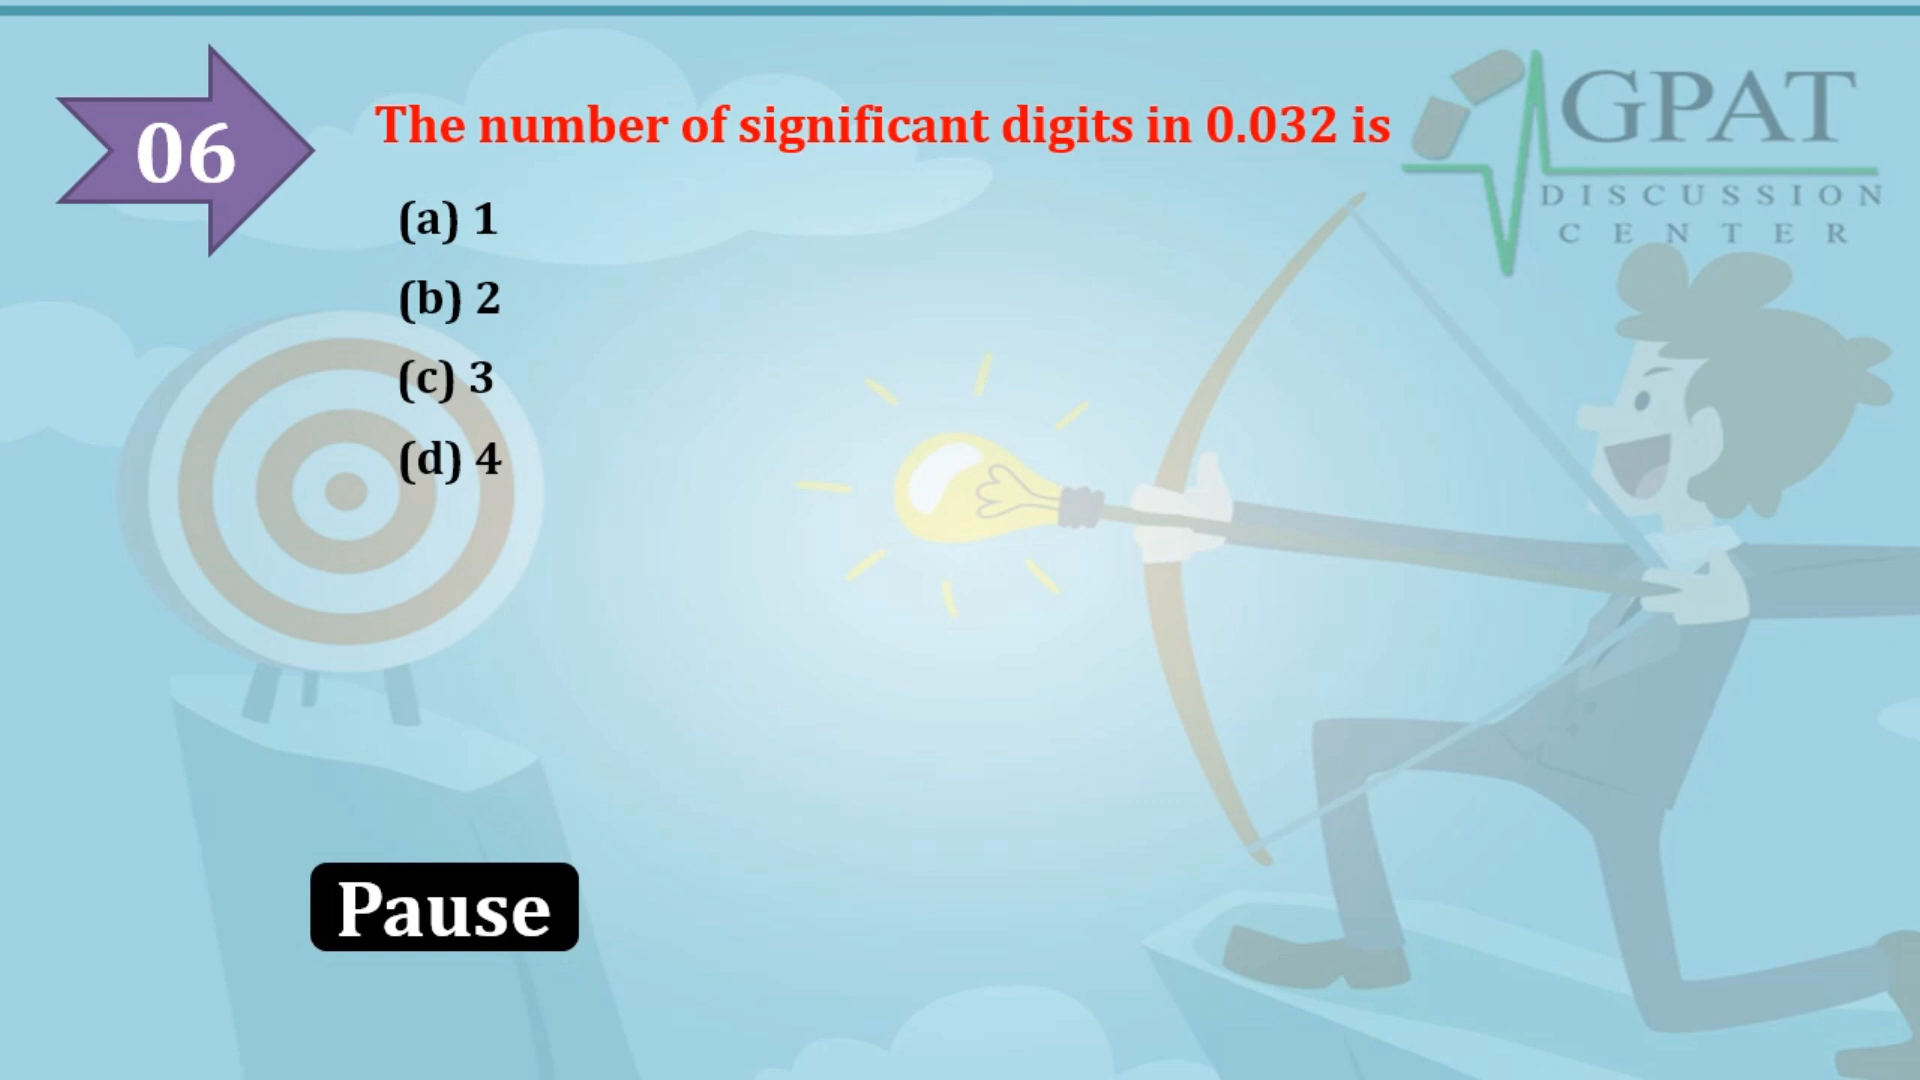 06
The number of significant digits in 0.032 is
(a) 1
(b) 2
(c) 3
(d) 4
GPAT
DISCUSSION
CENTER
Pause